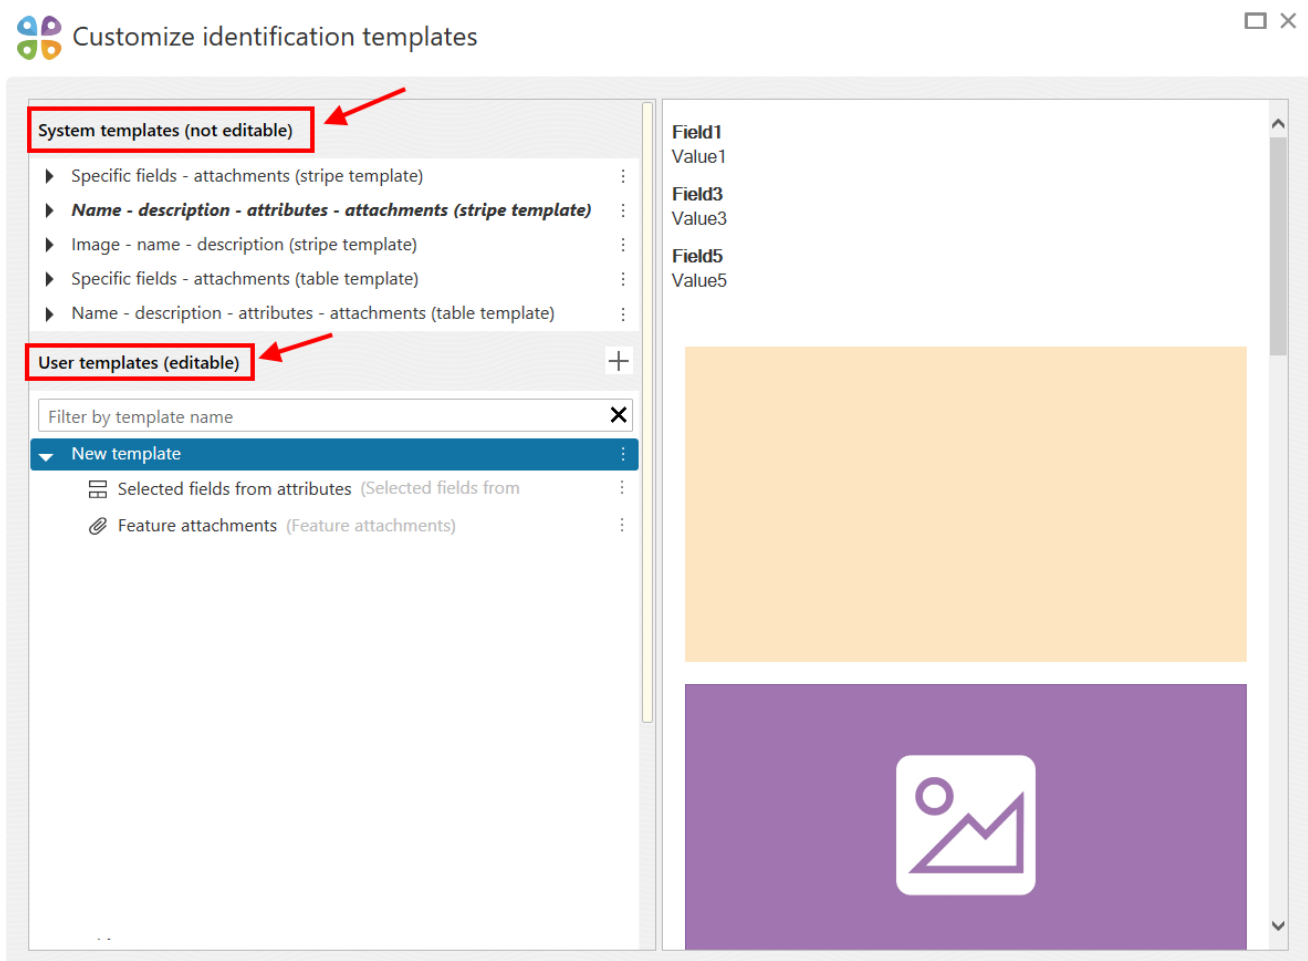 Customize identification templates
System templates (not editable)
Specific fields - attachments (stripe template)
Name - description - attributes - attachments (stripe template)
Image - name - description (stripe template)
Specific fields - attachments (table template)
Name - description - attributes - attachments (table template)
User templates (editable)
Filter by template name
New template
Selected fields from attributes (Selected fields from
Feature attachments (Feature attachments)
Field1
Value1
Field3
Value3
Field5
Value5